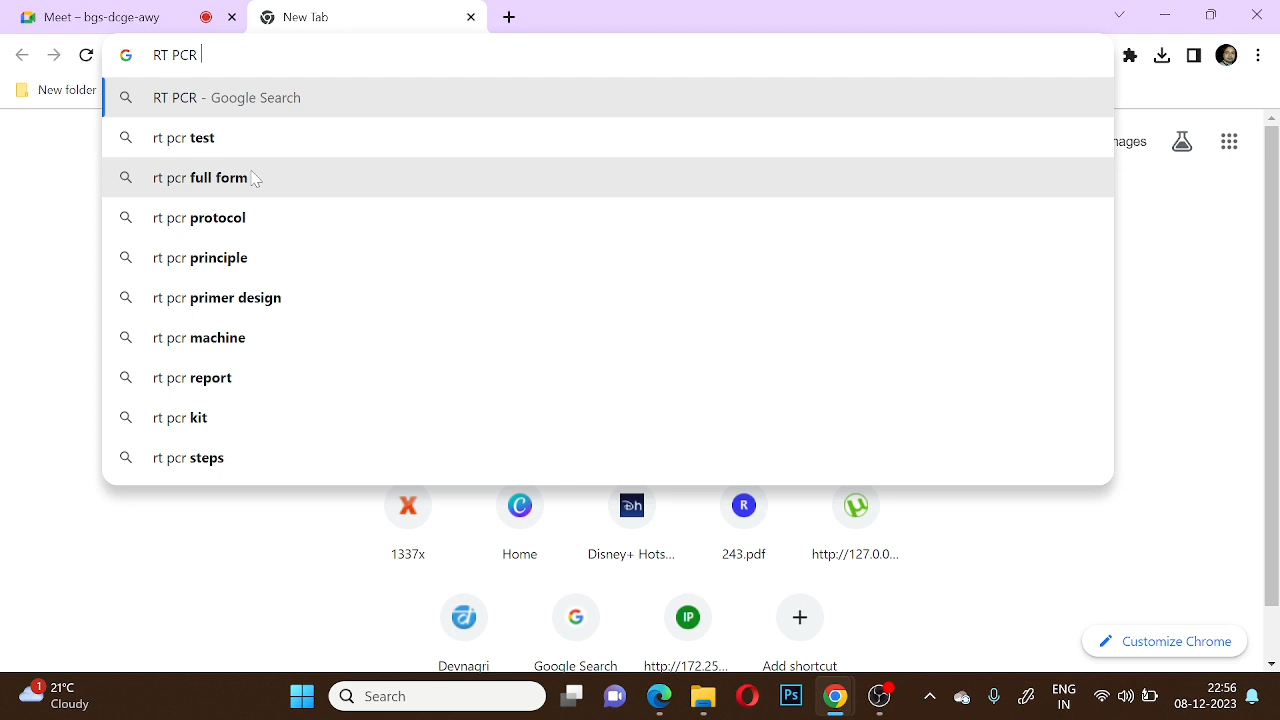 Meet – bgs-dcge-awy
New Tab
RT PCR
New folder
RT PCR - Google Search
rt pcr test
rt pcr full form
rt pcr protocol
rt pcr principle
rt pcr primer design
rt pcr machine
rt pcr report
rt pcr kit
rt pcr steps
1337x
Home
Disney+ Hots...
243.pdf
http://127.0.0...
Devnagri
Google Search
http://172.25...
Add shortcut
Customize Chrome
1
21°C
Cloudy
Search
Ps
ENG
IN
22:56
08-12-2023